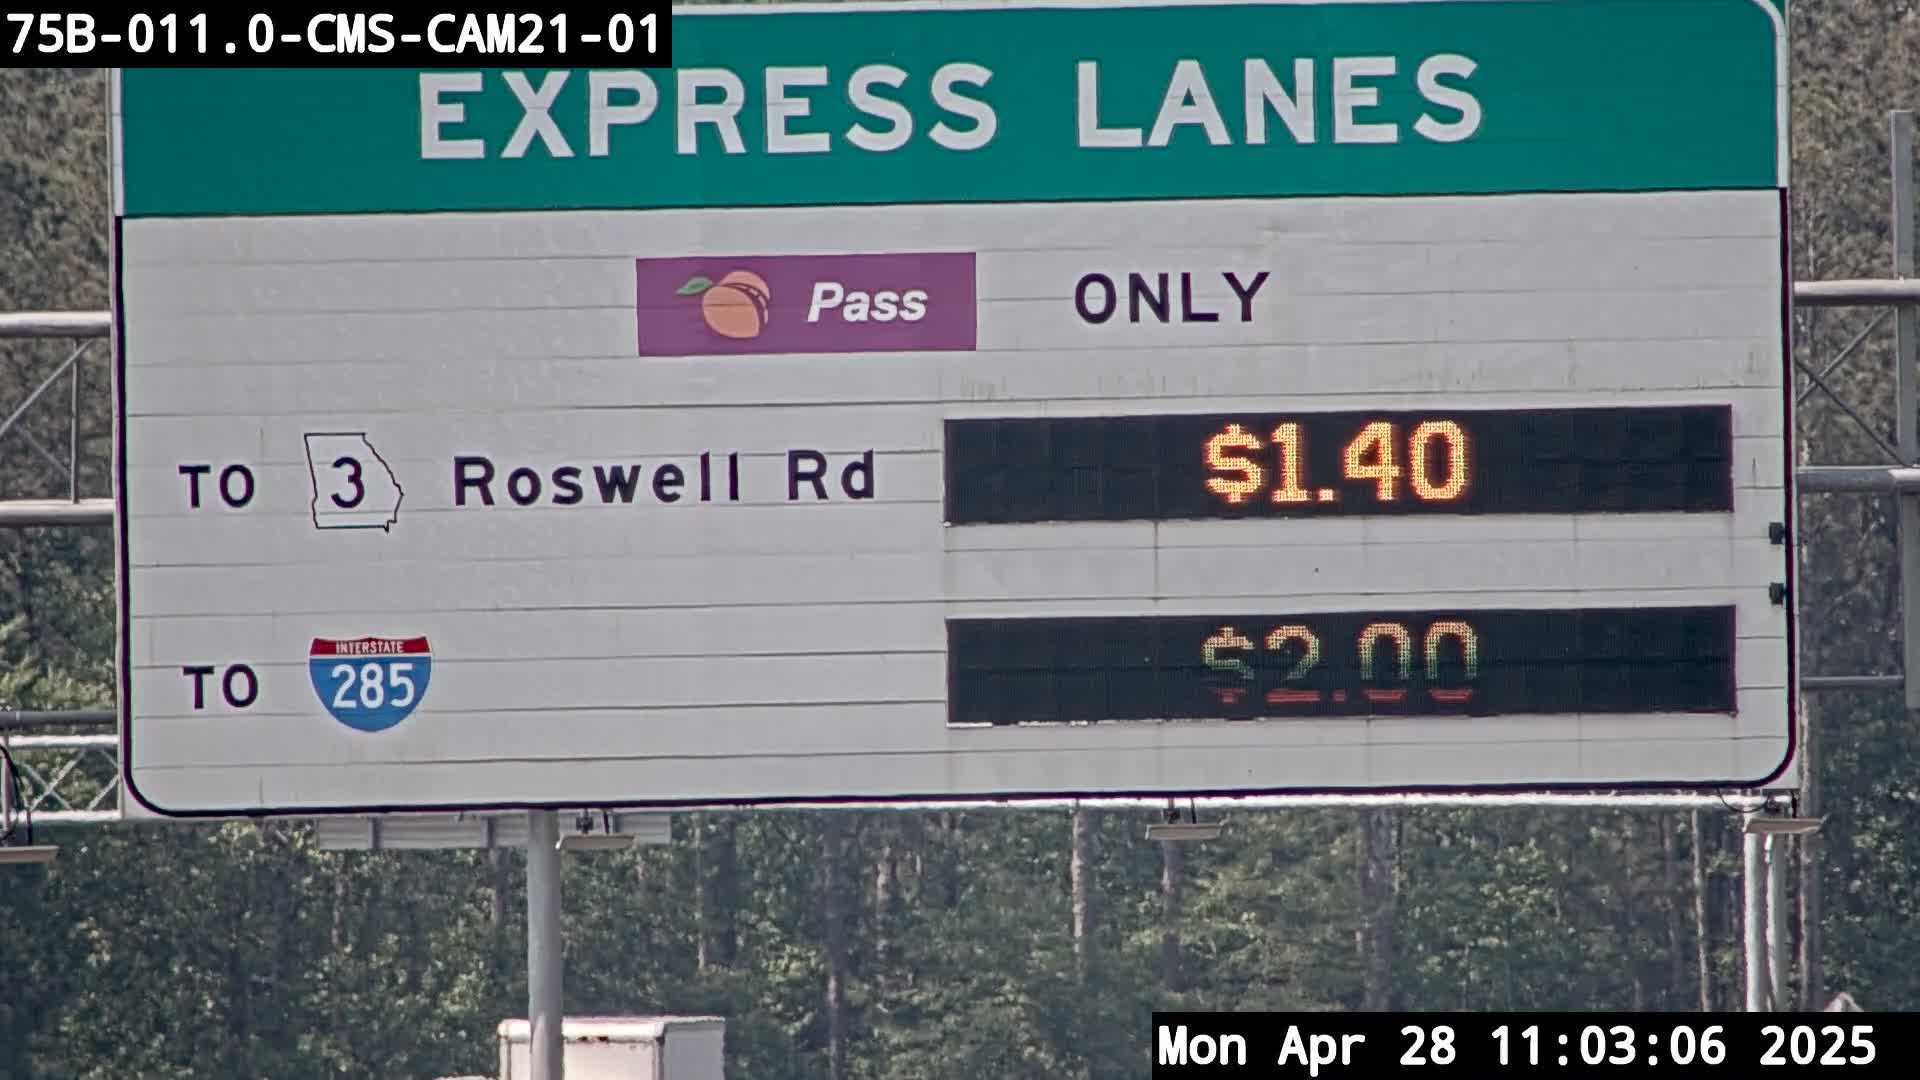 75B-011.0-CMS-CAM21-01
EXPRESS LANES
Pass ONLY
TO 3 Roswell Rd $1.40
INTERSTATE
TO 285 $2.00
Mon Apr 28 11:03:06 2025